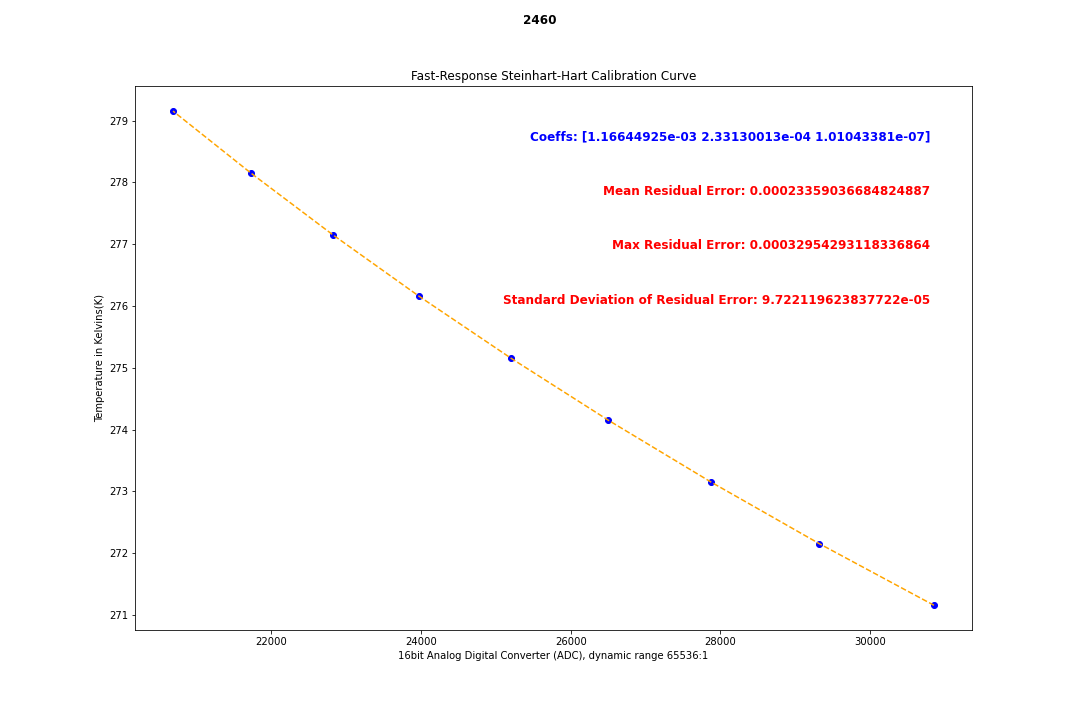 2460
Fast-Response Steinhart-Hart Calibration Curve
Coeffs: [1.16644925e-03 2.33130013e-04 1.01043381e-07]
Mean Residual Error: 0.00023359036684824887
Max Residual Error: 0.00032954293118336864
Standard Deviation of Residual Error: 9.722119623837722e-05
Temperature in Kelvins(K)
279
278
277
276
275
274
273
272
271
22000 24000 26000 28000 30000
16bit Analog Digital Converter (ADC), dynamic range 65536:1